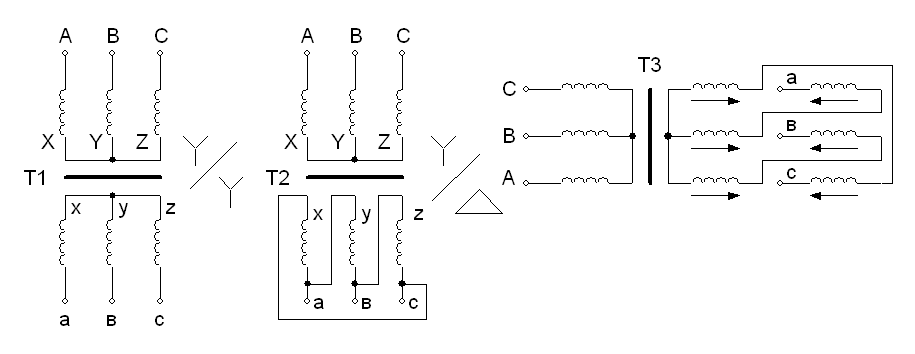 A B C
X Y Z
T1
x y z
a в c
A B C
X Y Z
T2
x y z
a в c
T3
C
B
A
a
в
c